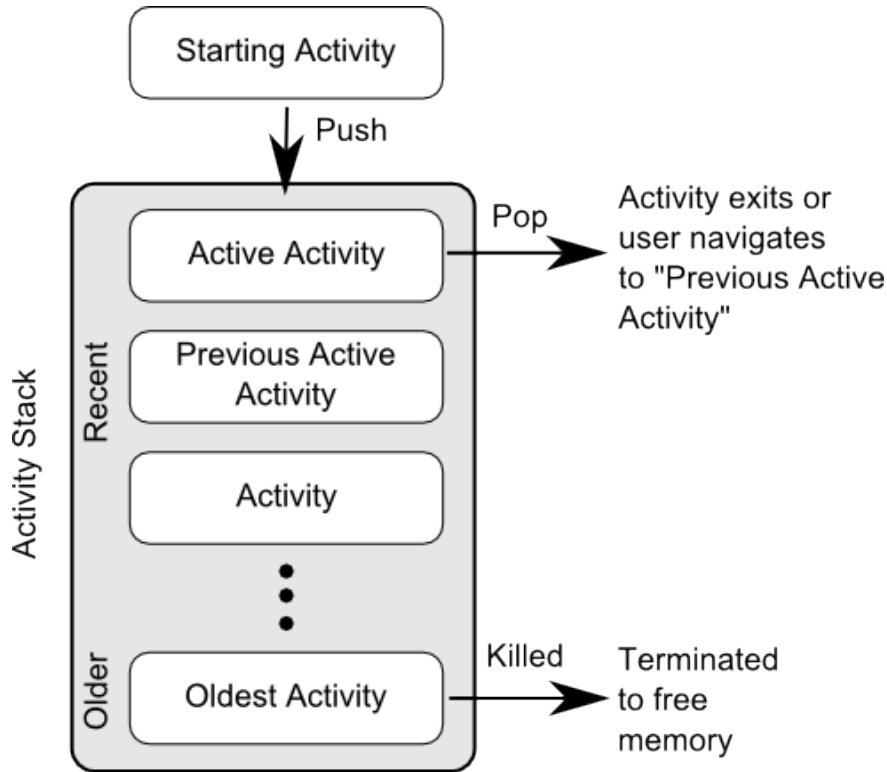 Starting Activity
Push
Active Activity
Pop
Activity exits or
user navigates
to "Previous Active
Activity"
Previous Active
Activity
Activity
Recent
Activity Stack
Older
Oldest Activity
Killed
Terminated
to free
memory